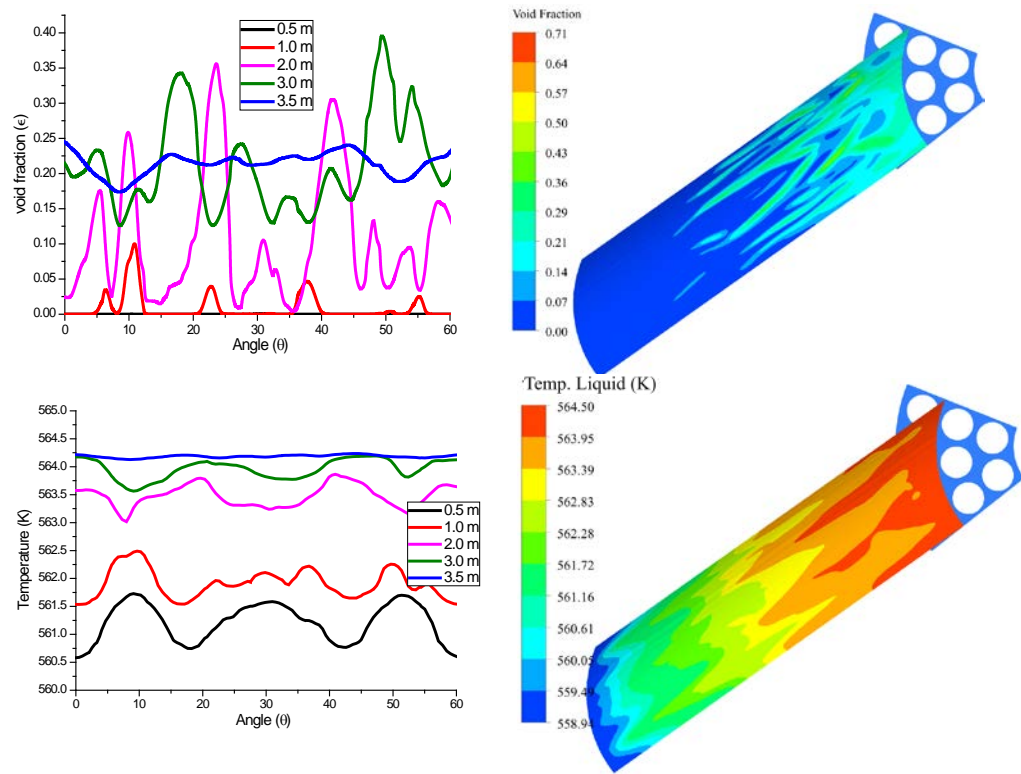 void fraction (ϵ)
0.40
0.35
0.30
0.25
0.20
0.15
0.10
0.05
0.00
0 10 20 30 40 50 60
Angle (θ)
0.5 m
1.0 m
2.0 m
3.0 m
3.5 m
Void Fraction
0.71
0.64
0.57
0.50
0.43
0.36
0.29
0.21
0.14
0.07
0.00
Temperature (K)
565.0
564.5
564.0
563.5
563.0
562.5
562.0
561.5
561.0
560.5
560.0
0 10 20 30 40 50 60
Angle (θ)
0.5 m
1.0 m
2.0 m
3.0 m
3.5 m
Temp. Liquid (K)
564.50
563.95
563.39
562.83
562.28
561.72
561.16
560.61
560.05
559.49
558.94